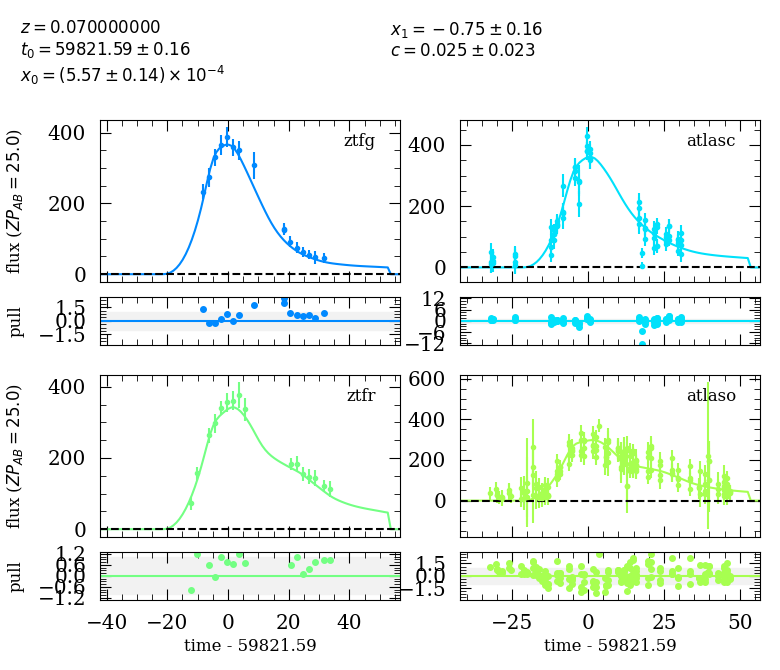 z = 0.070000000
t0 = 59821.59 ± 0.16
x0 = (5.57 ± 0.14) × 10^−4
x1 = −0.75 ± 0.16
c = 0.025 ± 0.023
flux (ZP_AB = 25.0)
400
200
0
ztfg
400
200
0
atlasc
pull
1.5
0.0
−1.5
12
6
0
−6
−12
flux (ZP_AB = 25.0)
400
200
0
ztfr
600
400
200
0
atlaso
pull
1.2
0.6
0.0
−0.6
−1.2
1.5
0.0
−1.5
−40 −20 0 20 40
−25 0 25 50
time - 59821.59
time - 59821.59